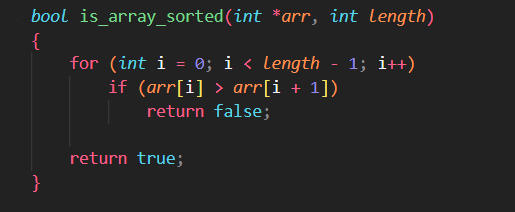 bool is_array_sorted(int *arr, int length)
{
    for (int i = 0; i < length - 1; i++)
        if (arr[i] > arr[i + 1])
            return false;

    return true;
}